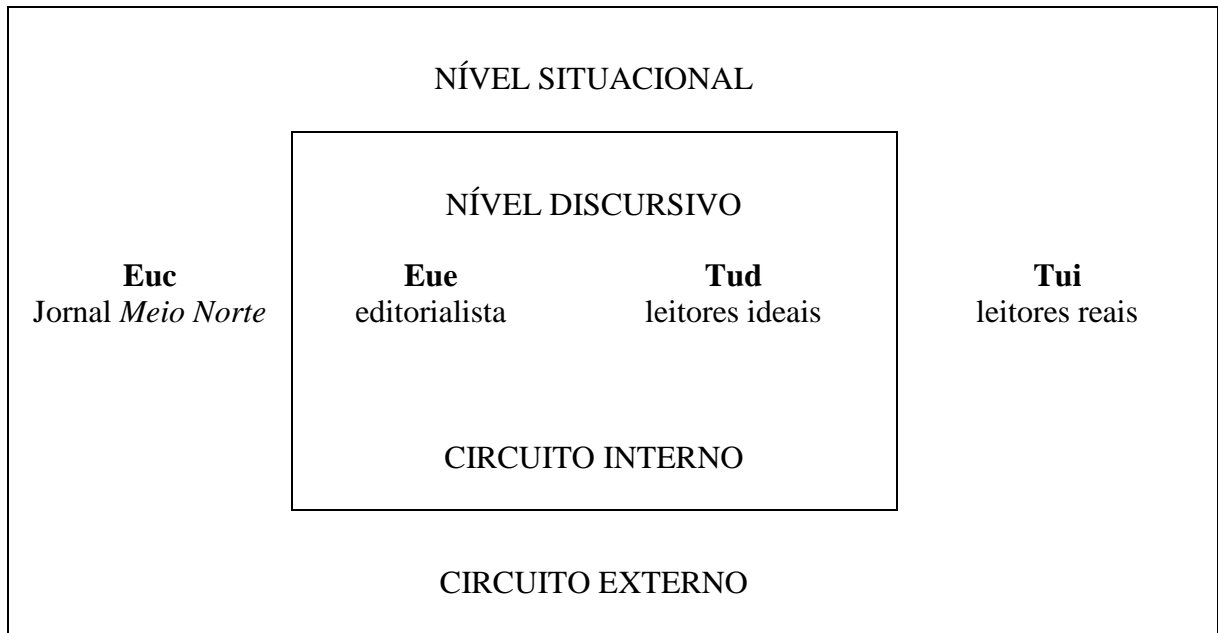 NÍVEL SITUACIONAL
NÍVEL DISCURSIVO
Euc Eue Tud Tui
Jornal Meio Norte editorialista leitores ideais leitores reais
CIRCUITO INTERNO
CIRCUITO EXTERNO